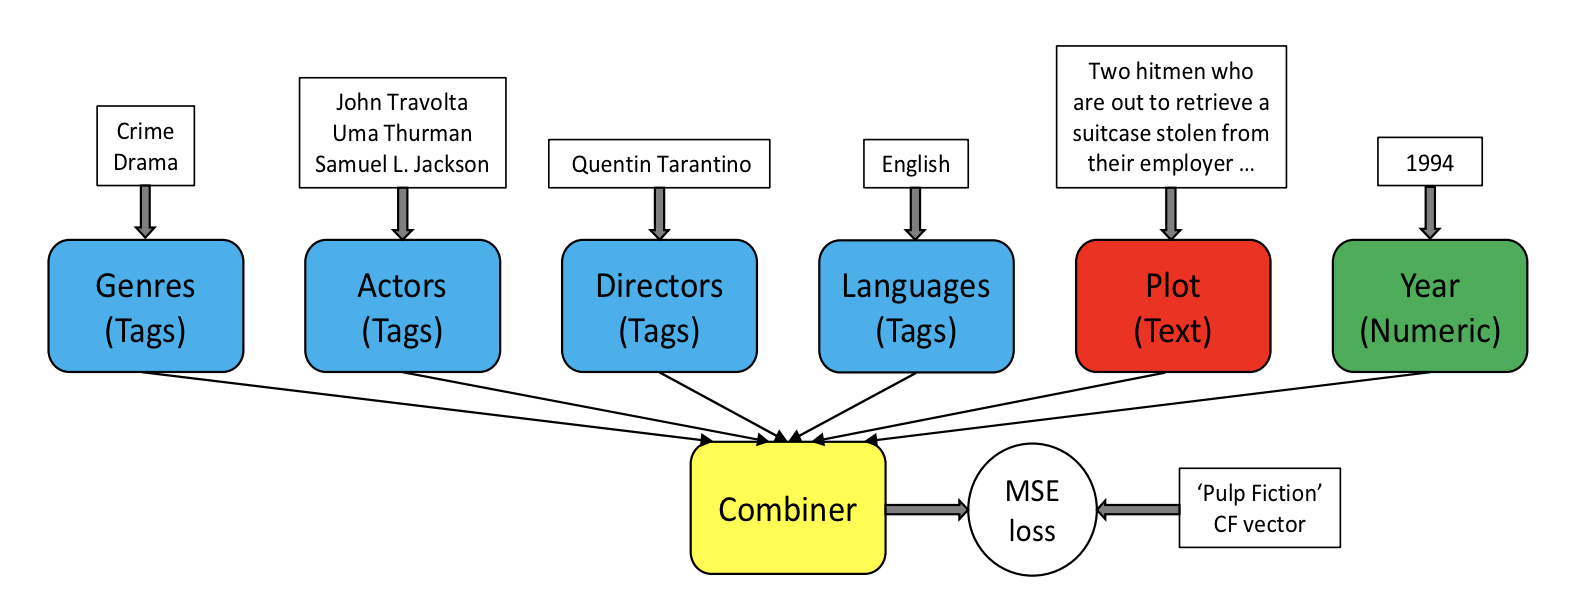 Crime
Drama
John Travolta
Uma Thurman
Samuel L. Jackson
Quentin Tarantino
English
Two hitmen who
are out to retrieve a
suitcase stolen from
their employer ...
1994
Genres
(Tags)
Actors
(Tags)
Directors
(Tags)
Languages
(Tags)
Plot
(Text)
Year
(Numeric)
Combiner
MSE
loss
‘Pulp Fiction’
CF vector